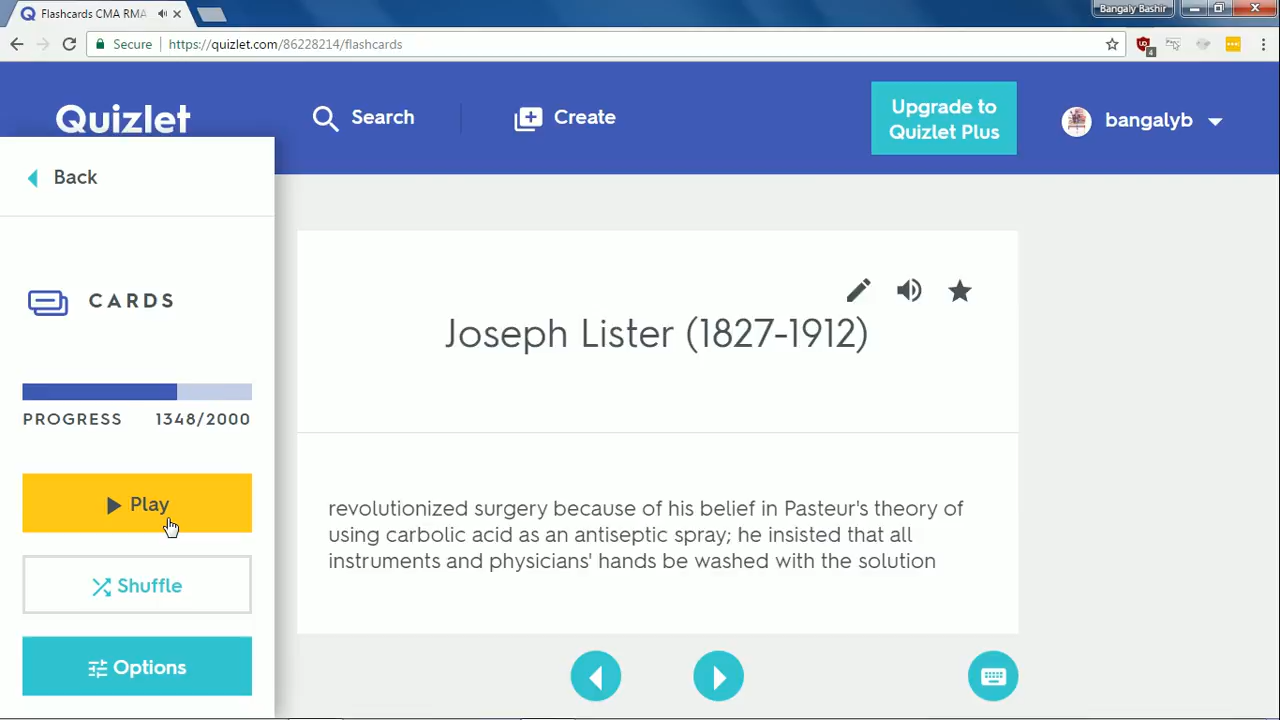 Flashcards CMA RMA
Bangaly Bashir
Secure
https://quizlet.com/86228214/flashcards
4
Quizlet
Search
Create
Upgrade to
Quizlet Plus
bangalyb
Back
CARDS
PROGRESS 1348/2000
Play
Shuffle
Options
Joseph Lister (1827-1912)
revolutionized surgery because of his belief in Pasteur's theory of
using carbolic acid as an antiseptic spray; he insisted that all
instruments and physicians' hands be washed with the solution